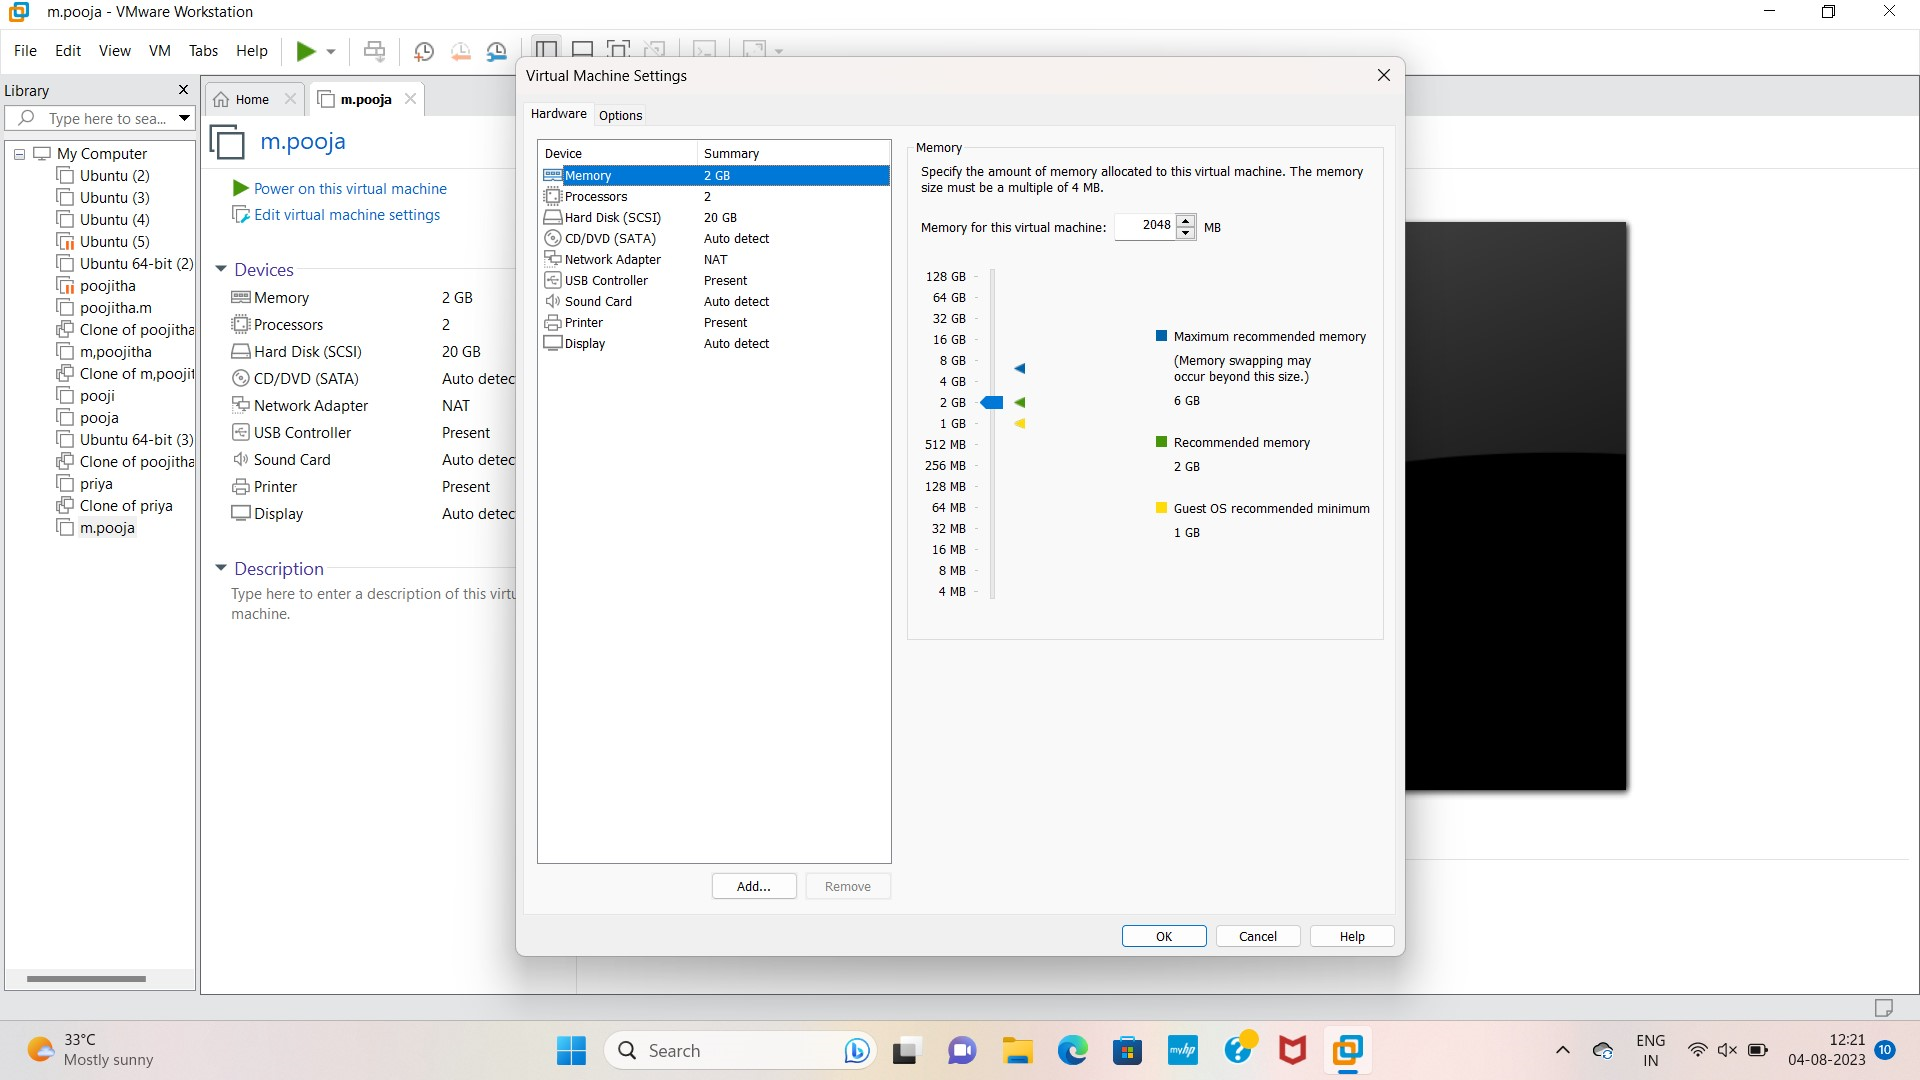 m.pooja - VMware Workstation
File Edit View VM Tabs Help
Library
Type here to sea...
My Computer
Ubuntu (2)
Ubuntu (3)
Ubuntu (4)
Ubuntu (5)
Ubuntu 64-bit (2)
poojitha
poojitha.m
Clone of poojitha
m,poojitha
Clone of m,poojit
pooji
pooja
Ubuntu 64-bit (3)
Clone of poojitha
priya
Clone of priya
m.pooja
Home
m.pooja
m.pooja
Power on this virtual machine
Edit virtual machine settings
Devices
Memory 2 GB
Processors 2
Hard Disk (SCSI) 20 GB
CD/DVD (SATA) Auto detec
Network Adapter NAT
USB Controller Present
Sound Card Auto detec
Printer Present
Display Auto detec
Description
Type here to enter a description of this virtu
machine.
Virtual Machine Settings
Hardware Options
Device Summary
Memory 2 GB
Processors 2
Hard Disk (SCSI) 20 GB
CD/DVD (SATA) Auto detect
Network Adapter NAT
USB Controller Present
Sound Card Auto detect
Printer Present
Display Auto detect
Add... Remove
Memory
Specify the amount of memory allocated to this virtual machine. The memory
size must be a multiple of 4 MB.
Memory for this virtual machine: 2048 MB
128 GB
64 GB
32 GB
16 GB
8 GB
4 GB
2 GB
1 GB
512 MB
256 MB
128 MB
64 MB
32 MB
16 MB
8 MB
4 MB
Maximum recommended memory
(Memory swapping may
occur beyond this size.)
6 GB
Recommended memory
2 GB
Guest OS recommended minimum
1 GB
OK Cancel Help
33°C
Mostly sunny
Search
myhp
ENG
IN
12:21
04-08-2023
10